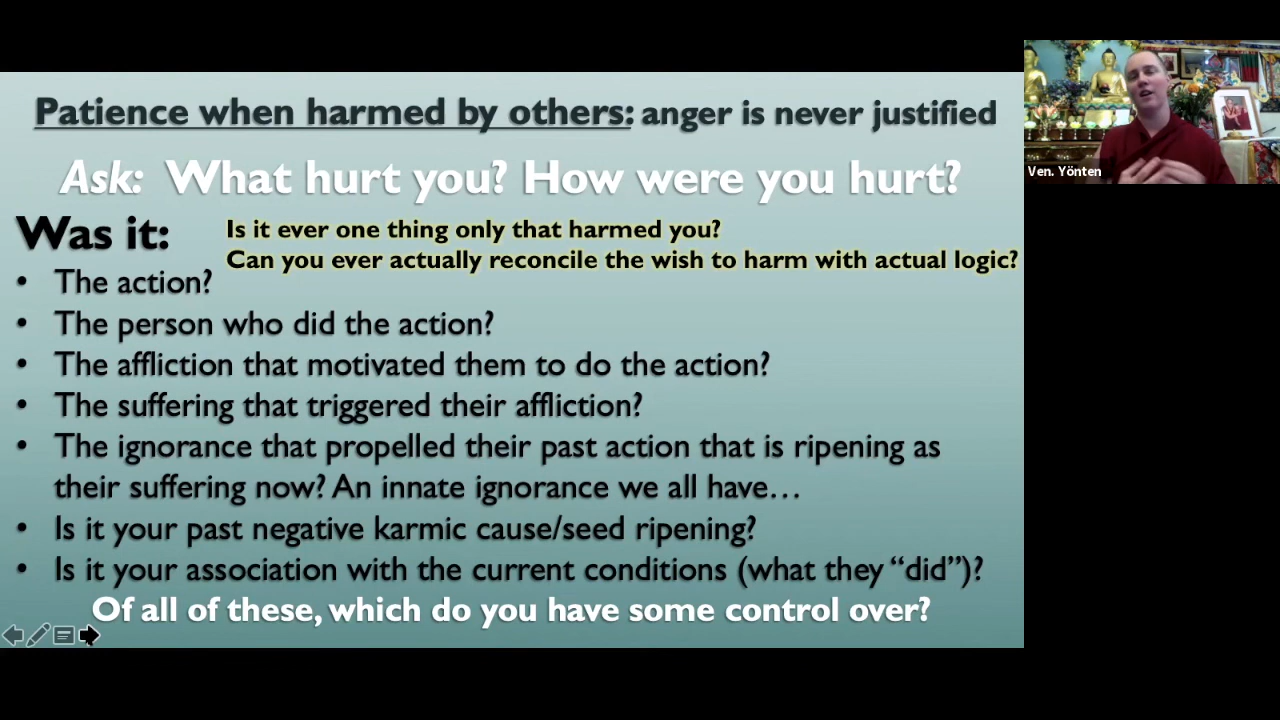 Patience when harmed by others: anger is never justified
Ask: What hurt you? How were you hurt?
Was it:
Is it ever one thing only that harmed you?
Can you ever actually reconcile the wish to harm with actual logic?
• The action?
• The person who did the action?
• The affliction that motivated them to do the action?
• The suffering that triggered their affliction?
• The ignorance that propelled their past action that is ripening as
their suffering now? An innate ignorance we all have…
• Is it your past negative karmic cause/seed ripening?
• Is it your association with the current conditions (what they “did”)?
Of all of these, which do you have some control over?
Ven. Yönten